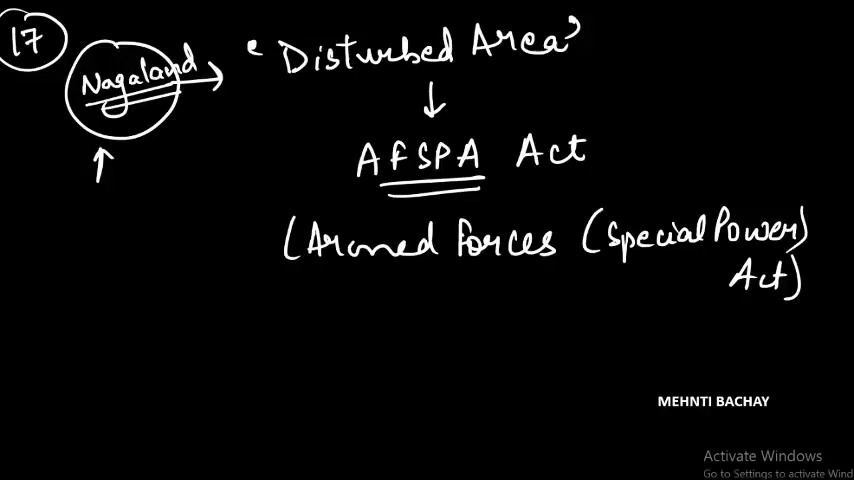 17
Nagaland → 'Disturbed Area'
↓
AFSPA Act
↑
(Armed Forces (Special Power)
Act)
MEHNTI BACHAY
Activate Windows
Go to Settings to activate Wind